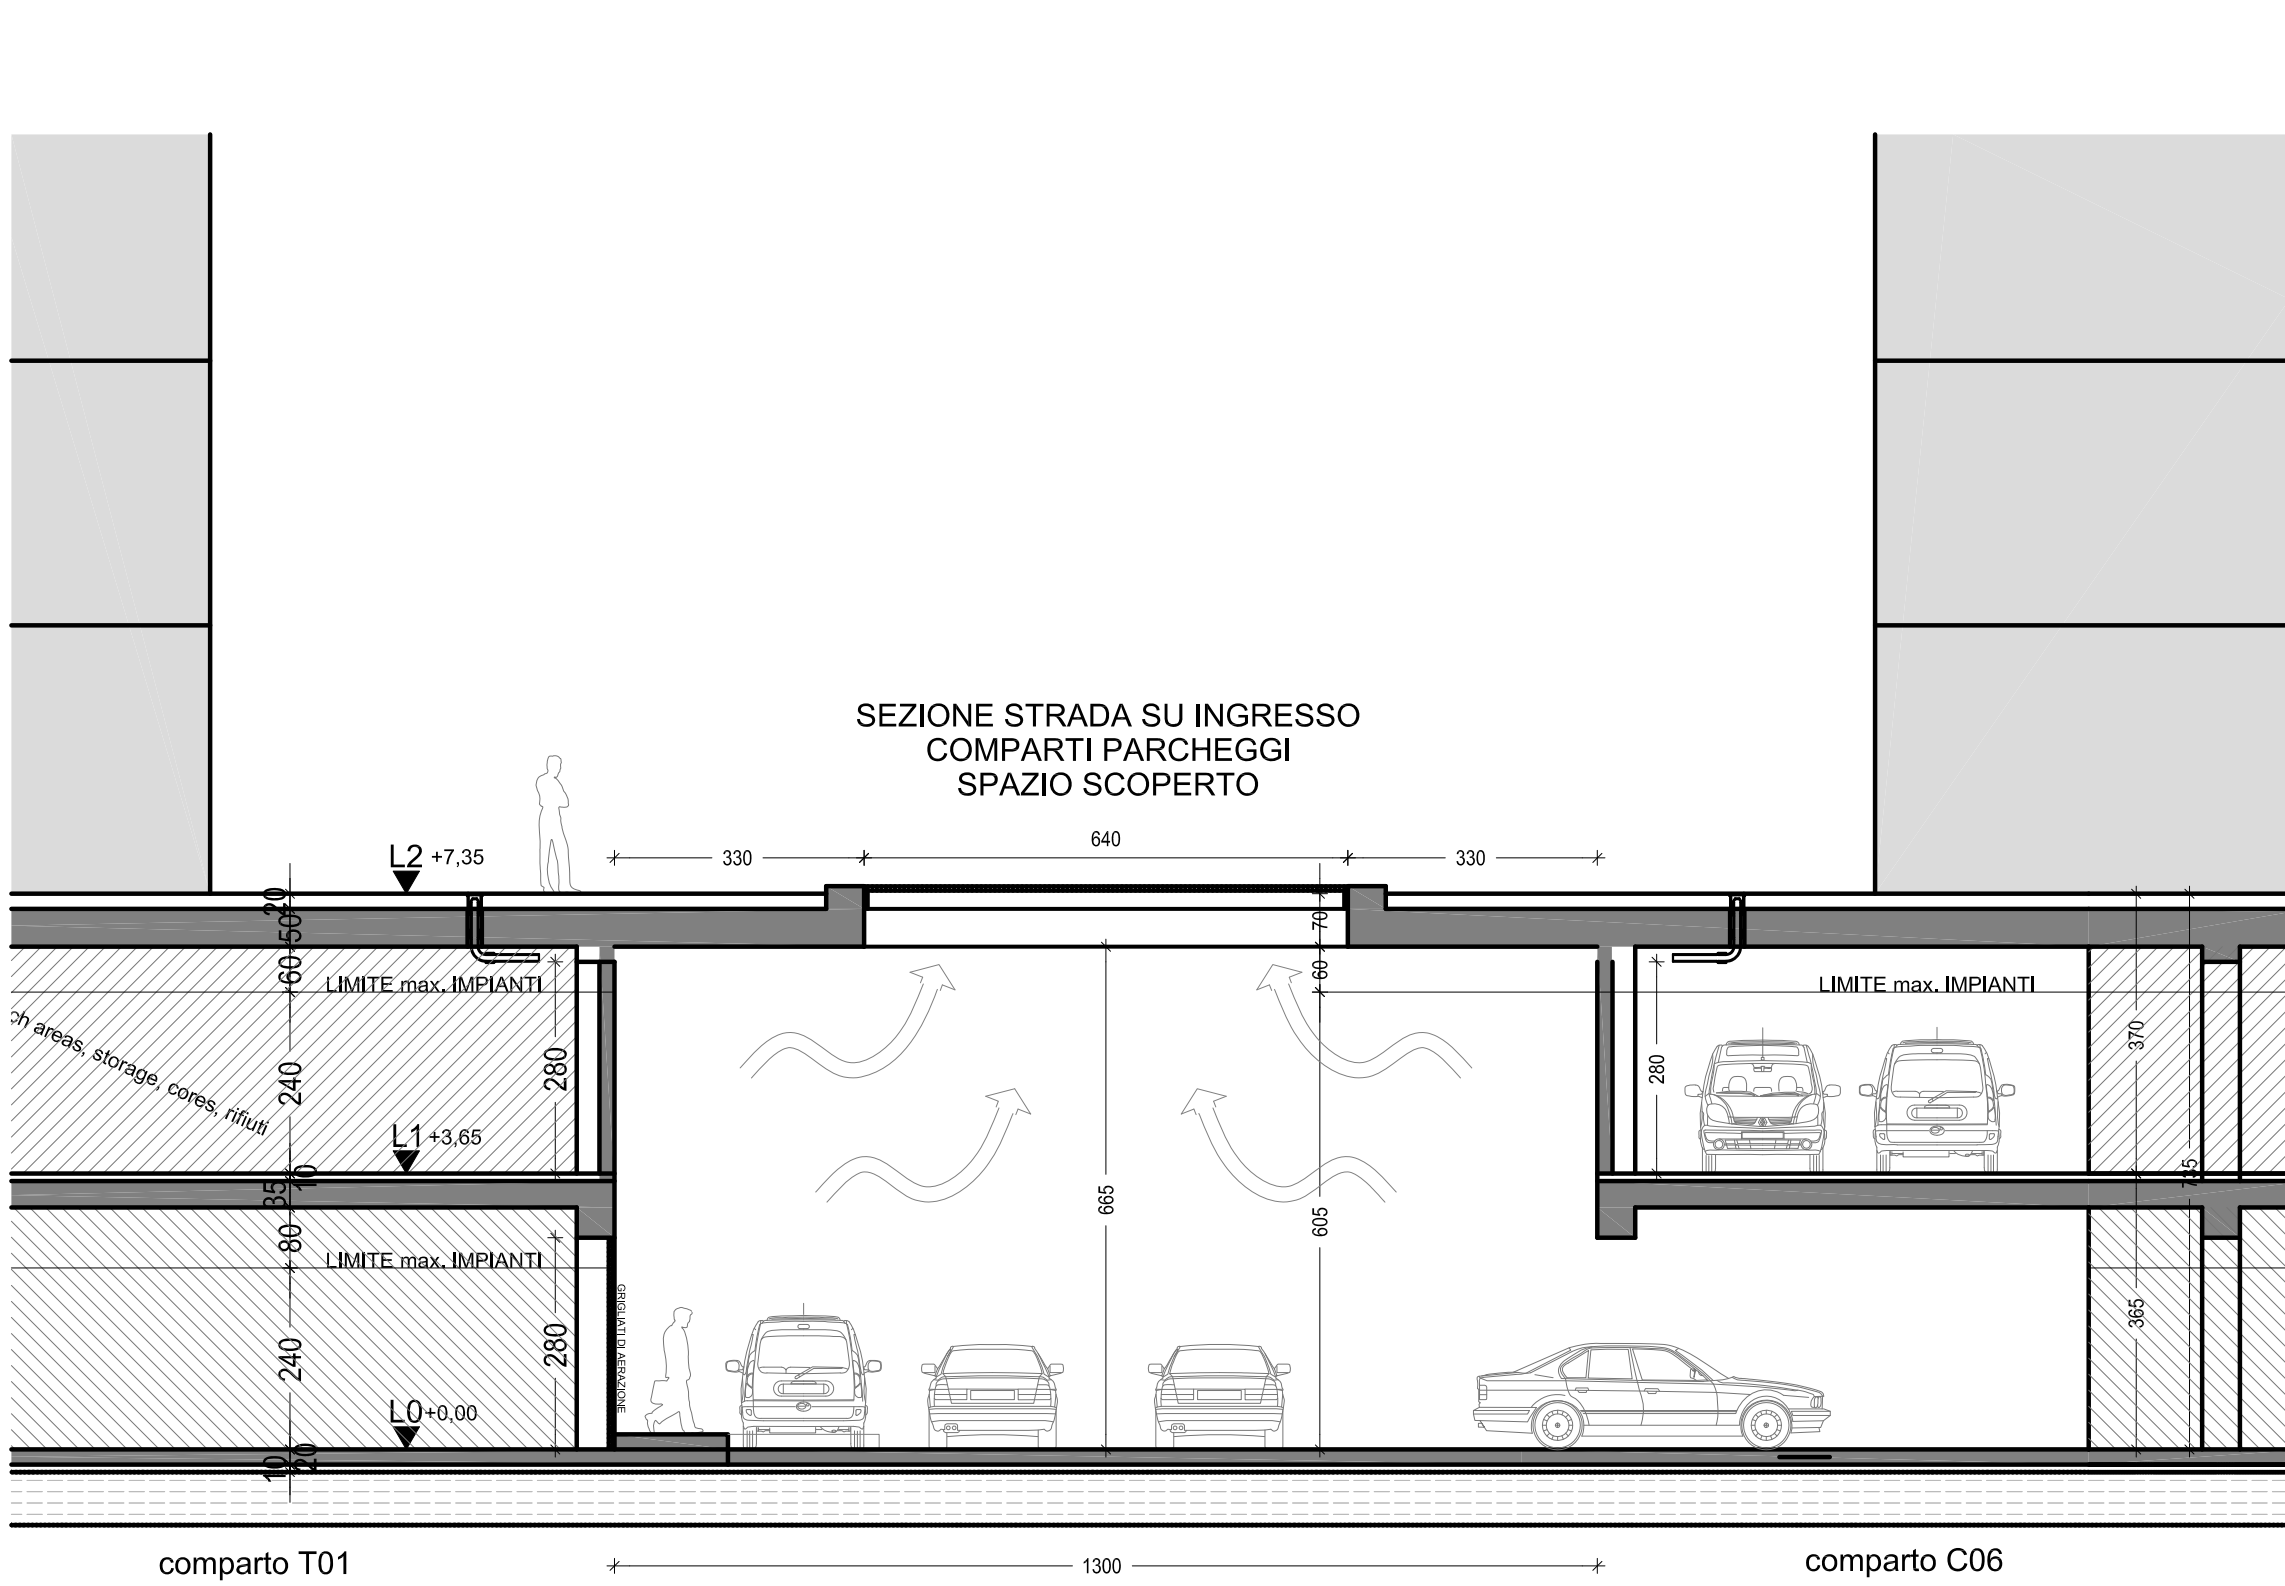 SEZIONE STRADA SU INGRESSO
COMPARTI PARCHEGGI
SPAZIO SCOPERTO
640
330
330
L2 +7,35
20
50
70
60
60
LIMITE max. IMPIANTI
LIMITE max. IMPIANTI
ch areas, storage, cores, rifiuti
240
280
280
370
L1 +3,65
10
35
735
665
605
80
LIMITE max. IMPIANTI
GRIGLIATI DI AERAZIONE
240
280
365
L0 +0,00
10
20
comparto T01
1300
comparto C06